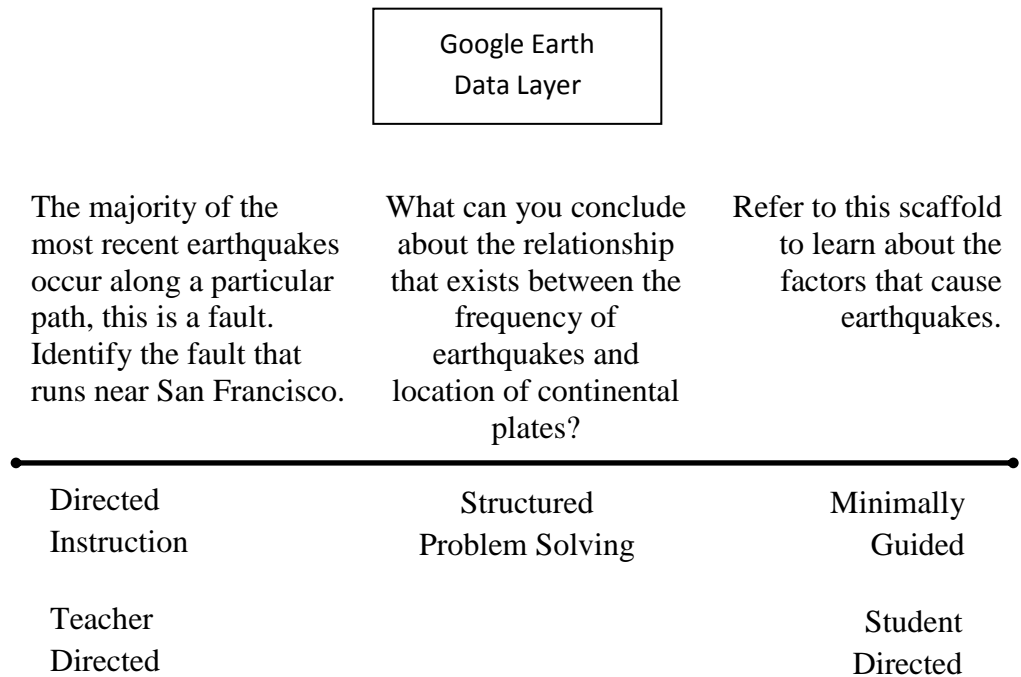 Google Earth
Data Layer
The majority of the
most recent earthquakes
occur along a particular
path, this is a fault.
Identify the fault that
runs near San Francisco.
What can you conclude
about the relationship
that exists between the
frequency of
earthquakes and
location of continental
plates?
Refer to this scaffold
to learn about the
factors that cause
earthquakes.
Directed
Instruction
Structured
Problem Solving
Minimally
Guided
Teacher
Directed
Student
Directed